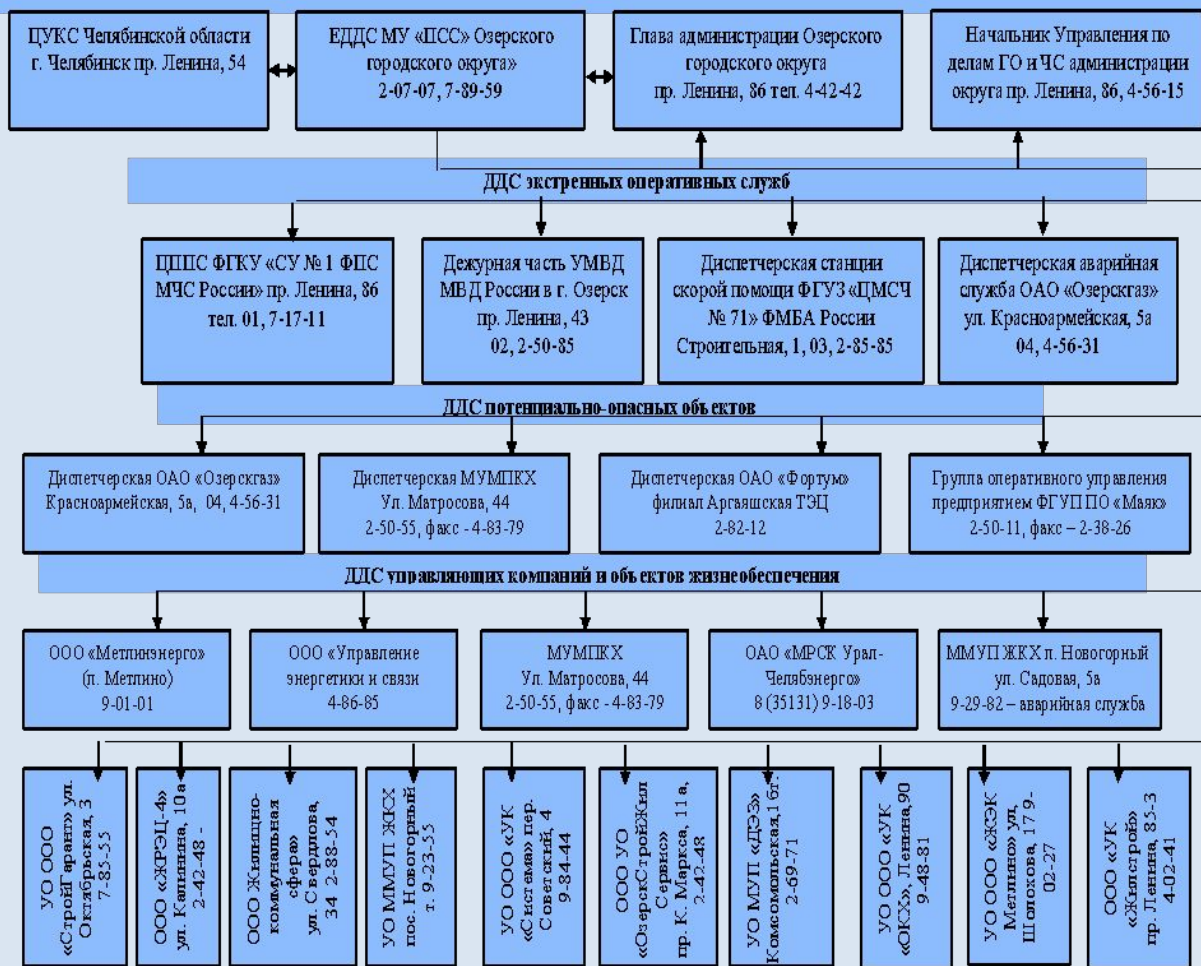 ЦУКС Челябинской области
г. Челябинск пр. Ленина, 54
ЕДДС МУ «ПСС» Озерского
городского округа»
2-07-07, 7-89-59
Глава администрации Озерского
городского округа
пр. Ленина, 86 тел. 4-42-42
Начальник Управления по
делам ГО и ЧС администрации
округа пр. Ленина, 86, 4-56-15
ДДС экстренных оперативных служб
ЦППС ФГКУ «СУ № 1 ФПС
МЧС России» пр. Ленина, 86
тел. 01, 7-17-11
Дежурная часть УМВД
МВД России в г. Озерск
пр. Ленина, 43
02, 2-50-85
Диспетчерская станции
скорой помощи ФГУЗ «ЦМСЧ
№ 71» ФМБА России
Строительная, 1, 03, 2-85-85
Диспетчерская аварийная
служба ОАО «Озерскгаз»
ул. Красноармейская, 5а
04, 4-56-31
ДДС потенциально-опасных объектов
Диспетчерская ОАО «Озерскгаз»
Красноармейская, 5а, 04, 4-56-31
Диспетчерская МУМПКХ
Ул. Матросова, 44
2-50-55, факс - 4-83-79
Диспетчерская ОАО «Фортум»
филиал Аргаяшская ТЭЦ
2-82-12
Группа оперативного управления
предприятием ФГУП ПО «Маяк»
2-50-11, факс – 2-38-26
ДДС управляющих компаний и объектов жизнеобеспечения
ООО «Метлинэнерго»
(п. Метлино)
9-01-01
ООО «Управление
энергетики и связи
4-86-85
МУМПКХ
Ул. Матросова, 44
2-50-55, факс - 4-83-79
ОАО «МРСК Урал-
Челябэнерго»
8 (35131) 9-18-03
ММУП ЖКХ п. Новогорный
ул. Садовая, 5а
9-29-82 – аварийная служба
УО ООО
«СтройГарант» ул.
Октябрьская, 3
7-85-55
ООО «ЖРЭЦ-4»
ул. Калинина, 10а
2-42-48 -
ООО Жилищно-
коммунальная
сфера»
ул. Свердлова,
34 2-88-54
УО ММУП ЖКХ
пос. Новогорный
т. 9-23-55
УО ООО «УК
«Система» пер.
Советский, 4
9-84-44
ООО УО
«ОзерскСтройЖил
Сервис»
пр. К. Маркса, 11а,
2-42-48
УО МУП «ДЭЗ»
Комсомольская,16г.
2-69-71
УО ООО «УК
«ОКХ», Ленина,90
9-48-81
УО ООО «ЖЭК
Метлино» ул,
Шолохова, 17 9-
02-27
ООО «УК
«Жилстрой»
пр. Ленина, 85-3
4-02-41